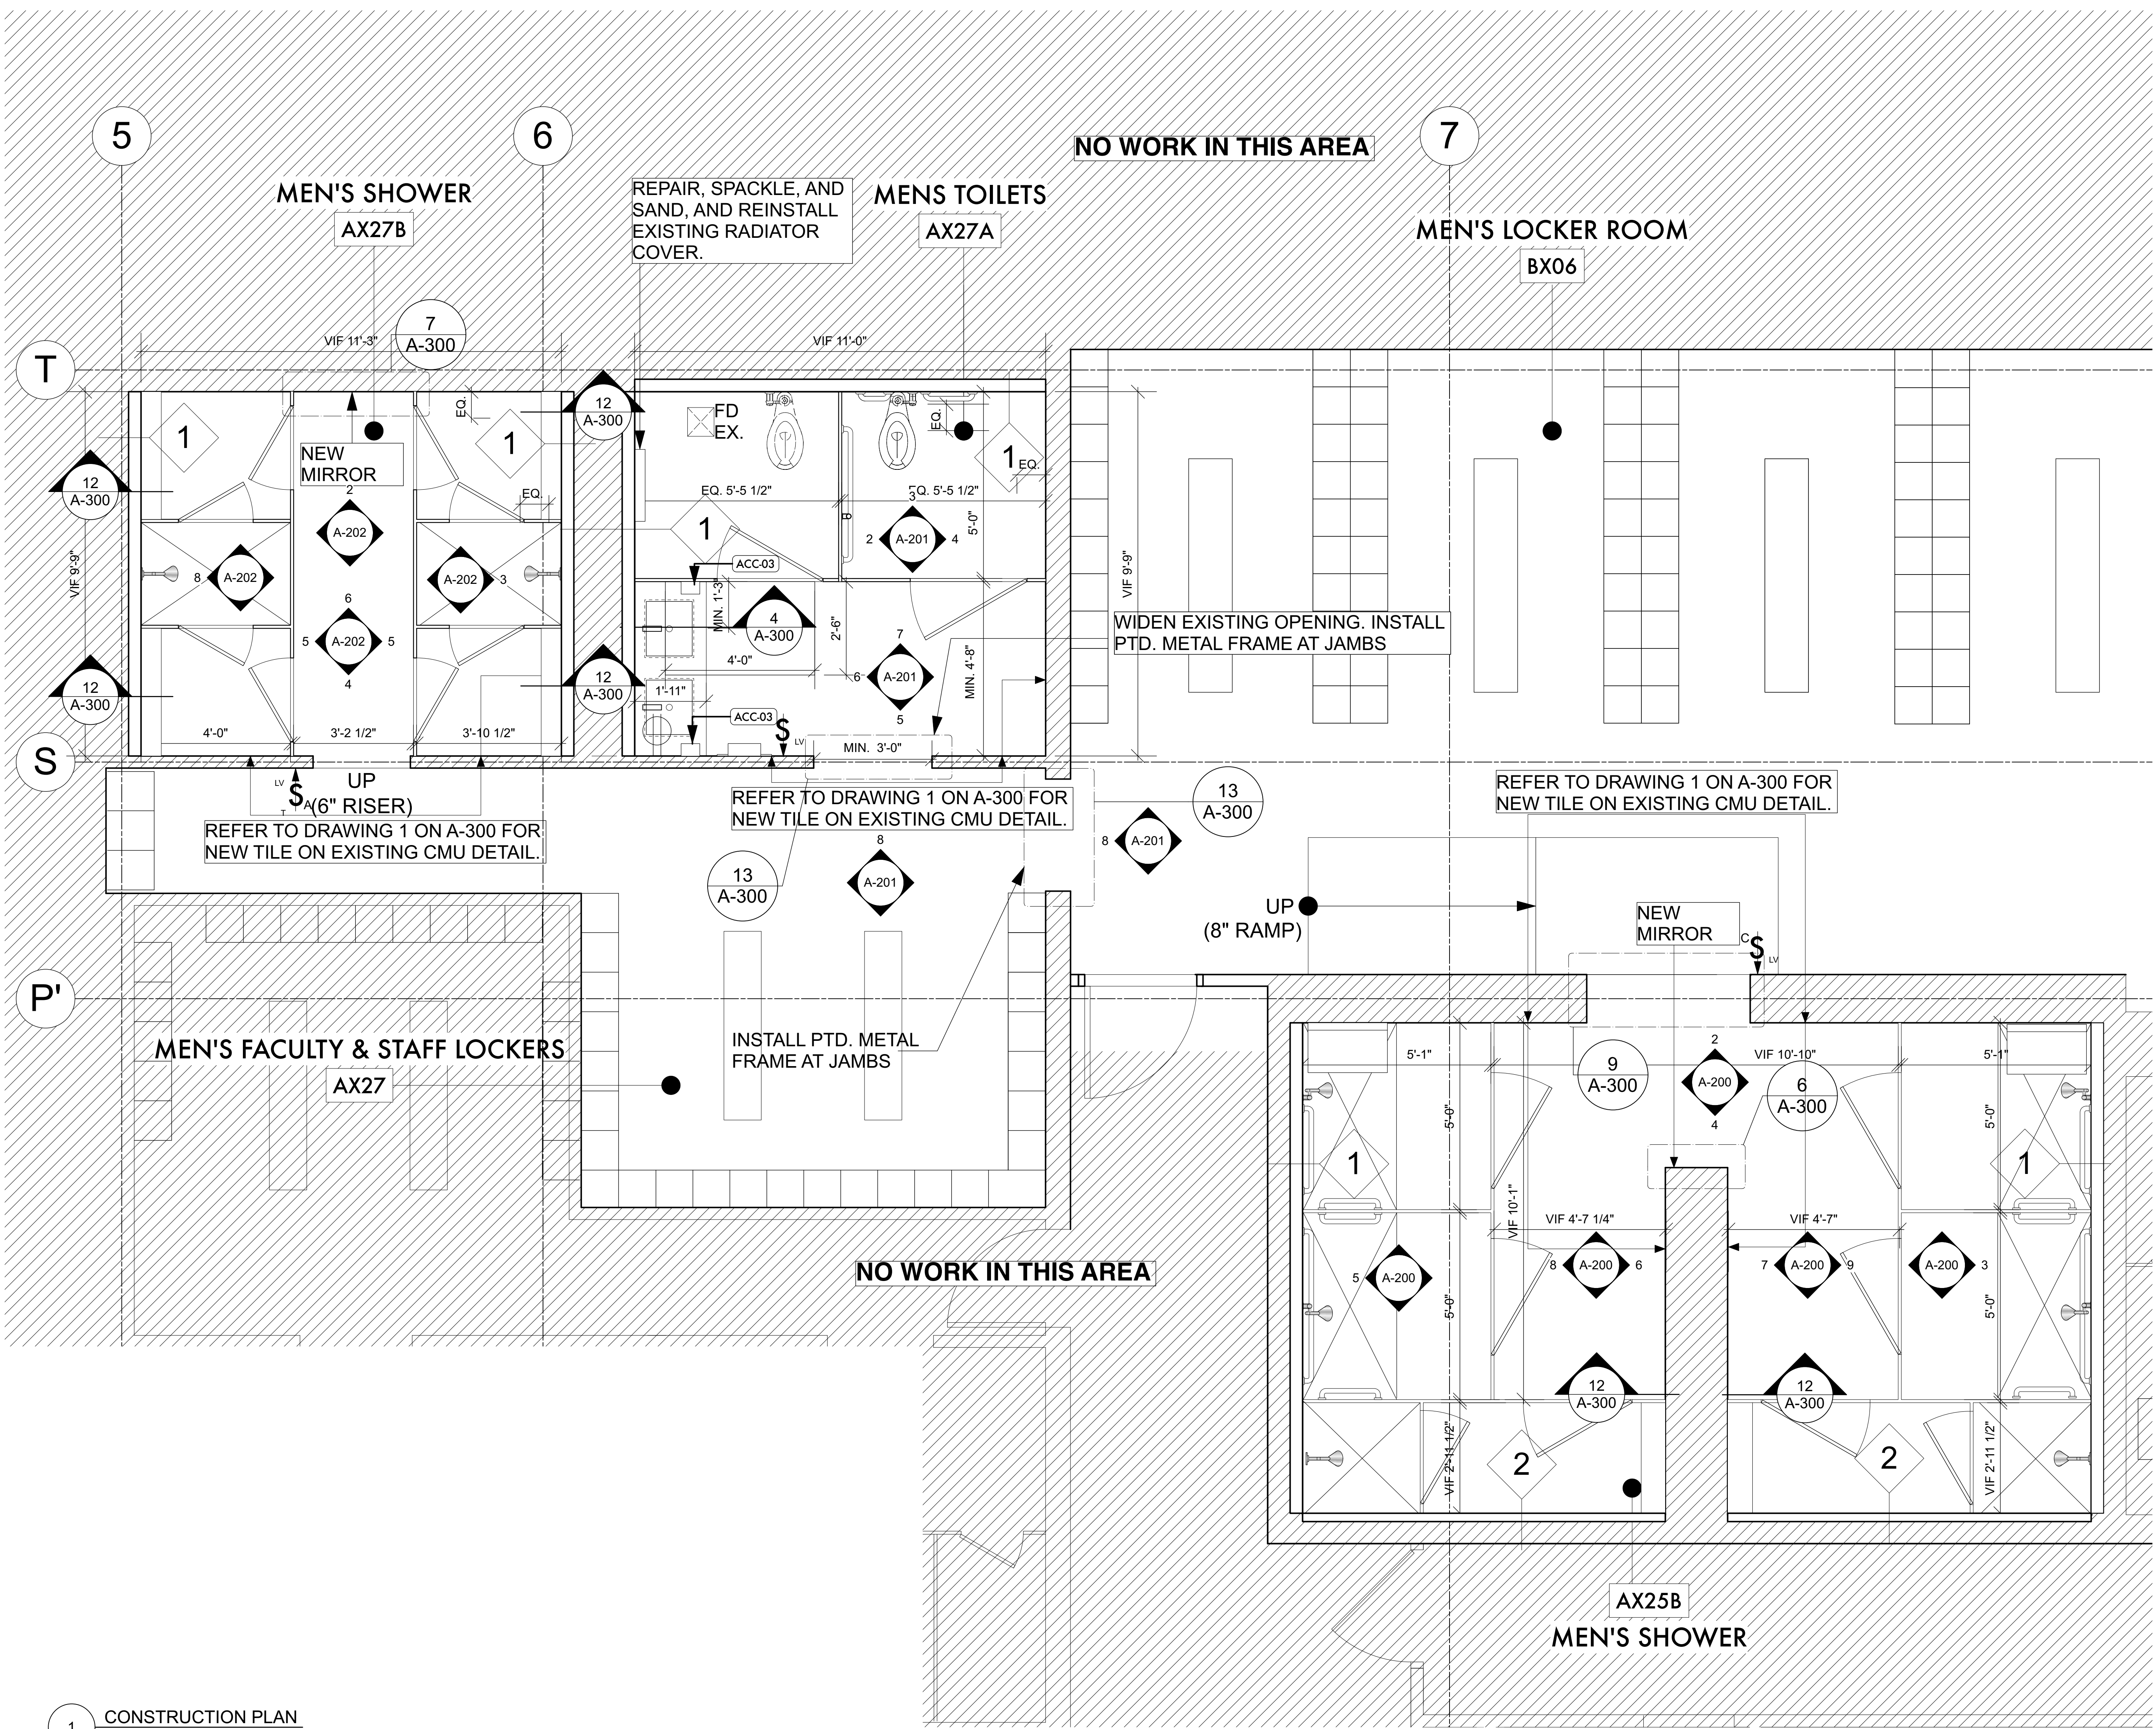 5
6
7
NO WORK IN THIS AREA
MEN'S SHOWER
AX27B
REPAIR, SPACKLE, AND
SAND, AND REINSTALL
EXISTING RADIATOR
COVER.
MENS TOILETS
AX27A
MEN'S LOCKER ROOM
BX06
7
A-300
VIF 11'-3"
VIF 11'-0"
T
EQ.
12
A-300
FD
EX.
EQ.
1
1
1
EQ.
NEW
MIRROR
12
A-300
EQ.
EQ. 5'-5 1/2"
EQ. 5'-5 1/2"
2
A-202
1
3
2
A-201
4
5'-0"
VIF 9'-9"
VIF 9'-9"
8
A-202
A-202
3
ACC-03
MIN. 1'-3"
4
A-300
2'-6"
WIDEN EXISTING OPENING. INSTALL
PTD. METAL FRAME AT JAMBS
6
5
A-202
5
4
7
6
A-201
5
4'-0"
MIN. 4'-8"
12
A-300
12
A-300
1'-11"
ACC-03
$
LV
4'-0"
3'-2 1/2"
3'-10 1/2"
MIN. 3'-0"
S
LV
$
A
T
UP
(6" RISER)
REFER TO DRAWING 1 ON A-300 FOR
NEW TILE ON EXISTING CMU DETAIL.
REFER TO DRAWING 1 ON A-300 FOR
NEW TILE ON EXISTING CMU DETAIL.
13
A-300
REFER TO DRAWING 1 ON A-300 FOR
NEW TILE ON EXISTING CMU DETAIL.
8
A-201
13
A-300
8
A-201
UP
(8" RAMP)
NEW
MIRROR
C
$
LV
P'
MEN'S FACULTY & STAFF LOCKERS
AX27
INSTALL PTD. METAL
FRAME AT JAMBS
5'-1"
VIF 10'-10"
5'-1"
9
A-300
2
A-200
4
6
A-300
5'-0"
5'-0"
1
1
VIF 10'-1"
VIF 4'-7 1/4"
VIF 4'-7"
NO WORK IN THIS AREA
5
A-200
8
A-200
6
7
A-200
9
A-200
3
5'-0"
5'-0"
12
A-300
12
A-300
VIF 2'-11 1/2"
2
2
VIF 2'-11 1/2"
AX25B
MEN'S SHOWER
1
CONSTRUCTION PLAN